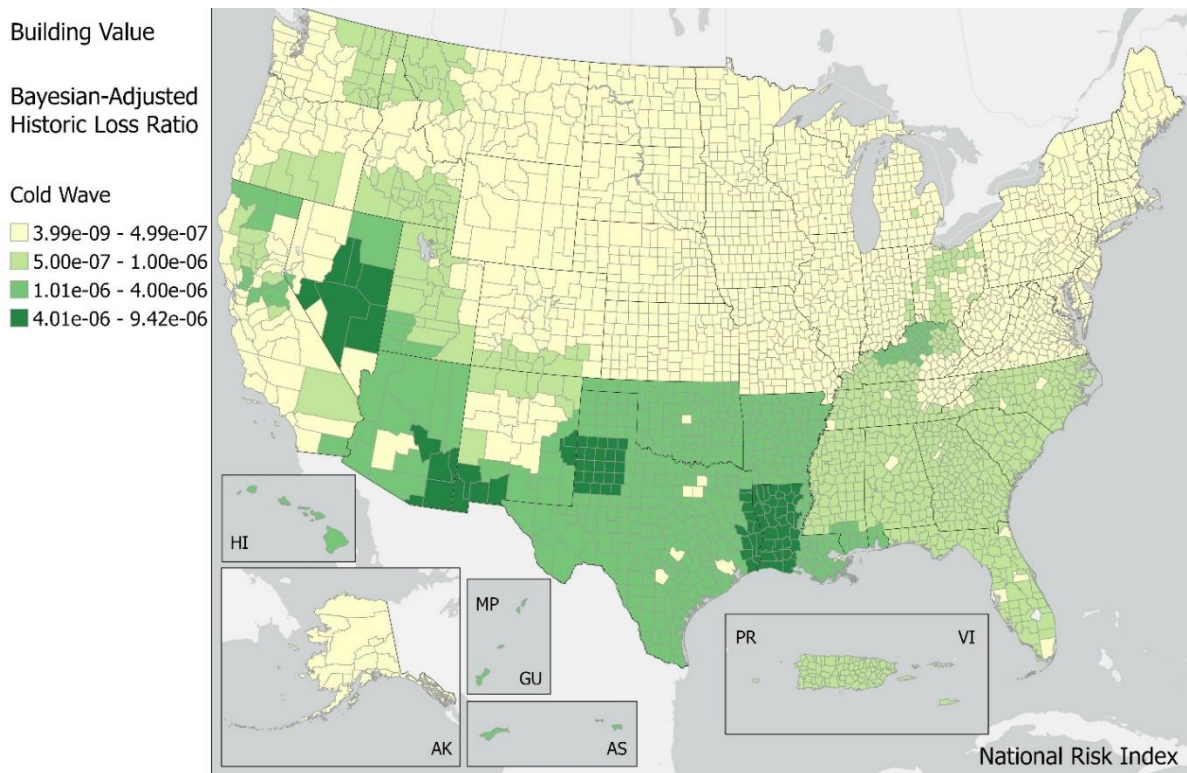 Building Value
Bayesian-Adjusted
Historic Loss Ratio
Cold Wave
3.99e-09 - 4.99e-07
5.00e-07 - 1.00e-06
1.01e-06 - 4.00e-06
4.01e-06 - 9.42e-06
HI
AK
MP
GU
AS
PR
VI
National Risk Index